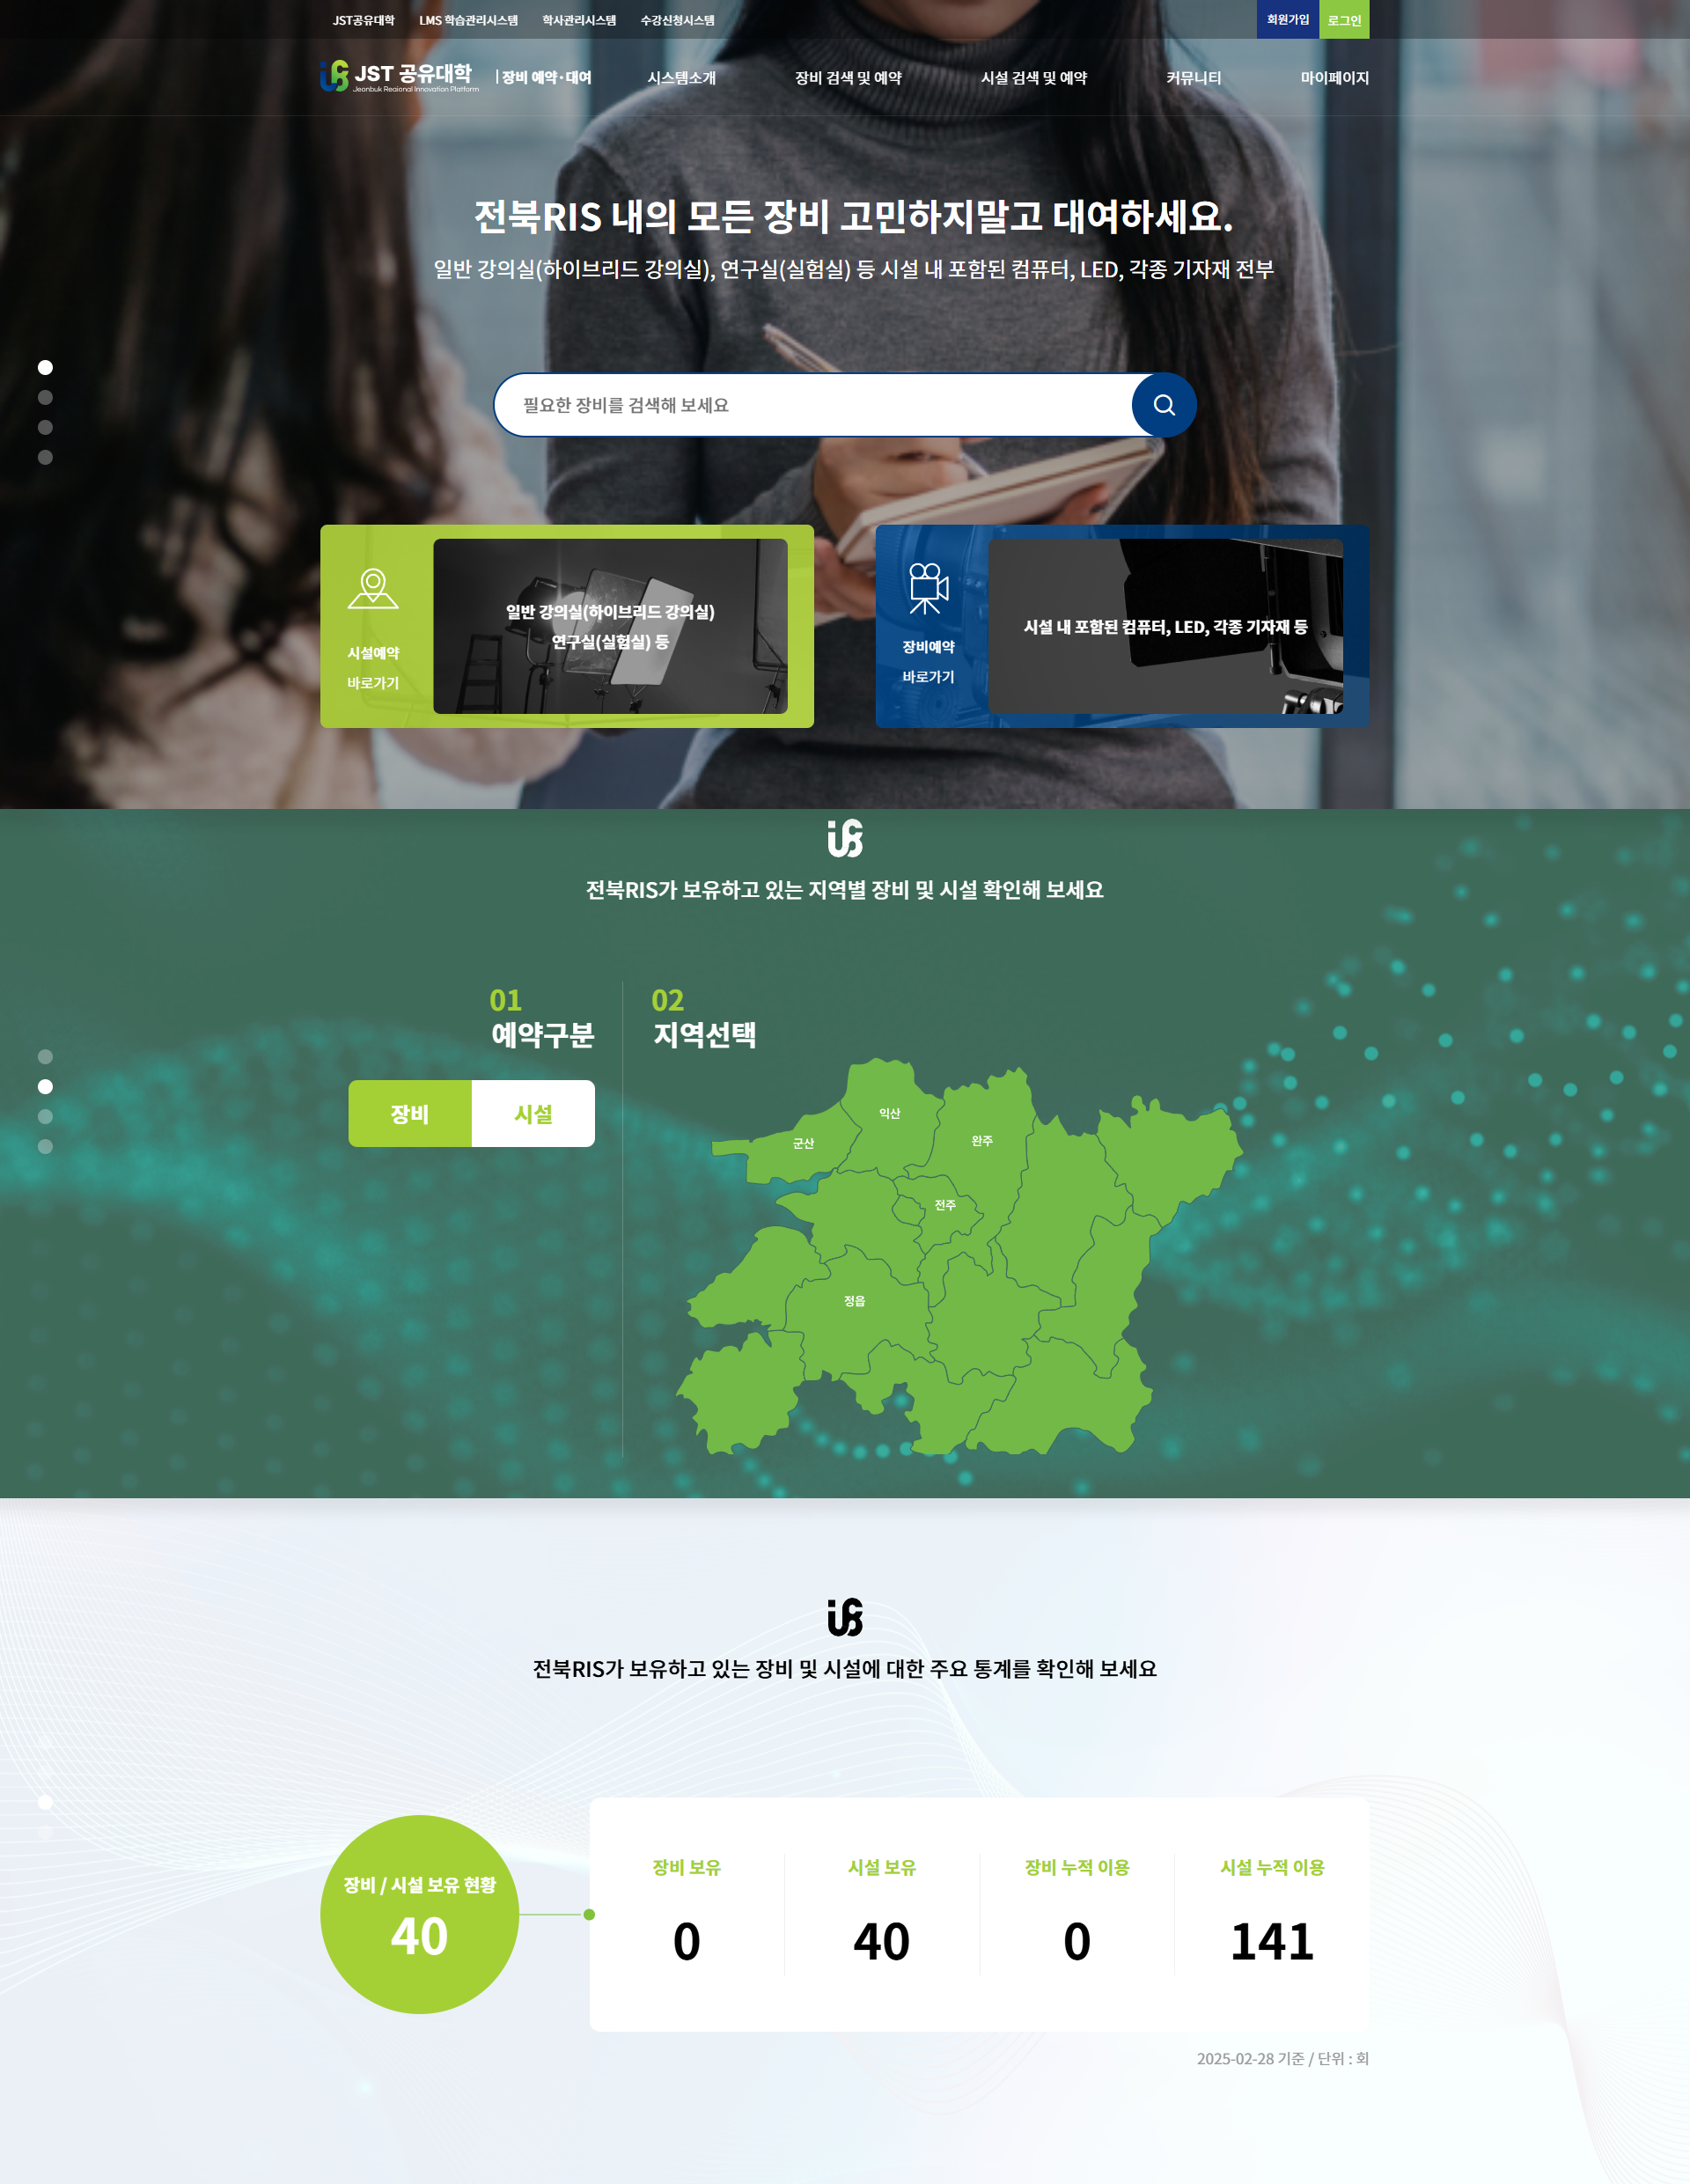 JST공유대학 LMS 학습관리시스템 학사관리시스템 수강신청시스템 회원가입 로그인
JST 공유대학
Jeonbuk Regional Innovation Platform
장비 예약·대여 시스템소개 장비 검색 및 예약 시설 검색 및 예약 커뮤니티 마이페이지
전북RIS 내의 모든 장비 고민하지말고 대여하세요.
일반 강의실(하이브리드 강의실), 연구실(실험실) 등 시설 내 포함된 컴퓨터, LED, 각종 기자재 전부
필요한 장비를 검색해 보세요
시설예약
바로가기
일반 강의실(하이브리드 강의실)
연구실(실험실) 등
장비예약
바로가기
시설 내 포함된 컴퓨터, LED, 각종 기자재 등
전북RIS가 보유하고 있는 지역별 장비 및 시설 확인해 보세요
01
예약구분
장비 시설
02
지역선택
익산
군산
완주
전주
정읍
전북RIS가 보유하고 있는 장비 및 시설에 대한 주요 통계를 확인해 보세요
장비 / 시설 보유 현황
40
장비 보유 시설 보유 장비 누적 이용 시설 누적 이용
0 40 0 141
2025-02-28 기준 / 단위 : 회